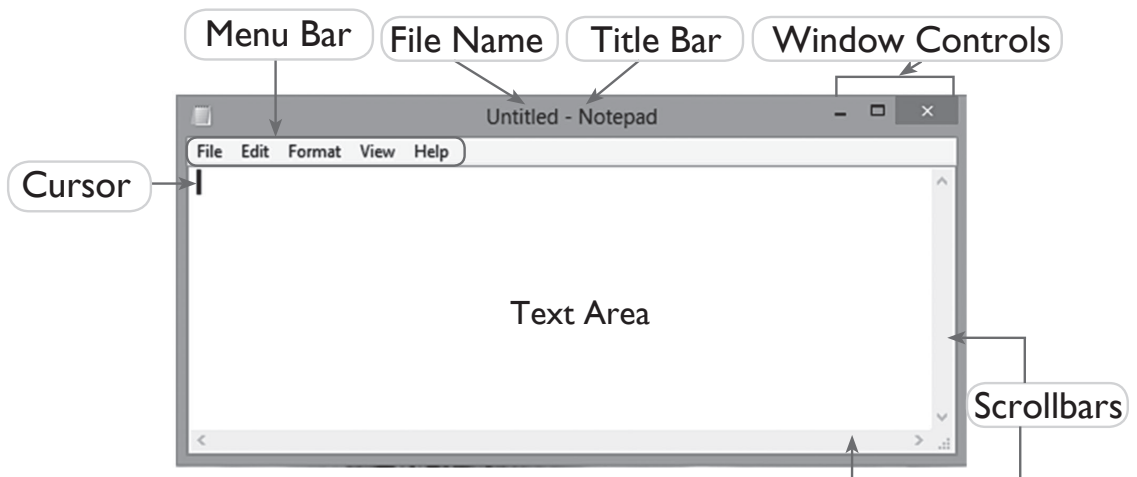 Menu Bar File Name Title Bar Window Controls
Untitled - Notepad
File Edit Format View Help
Cursor
Text Area
Scrollbars